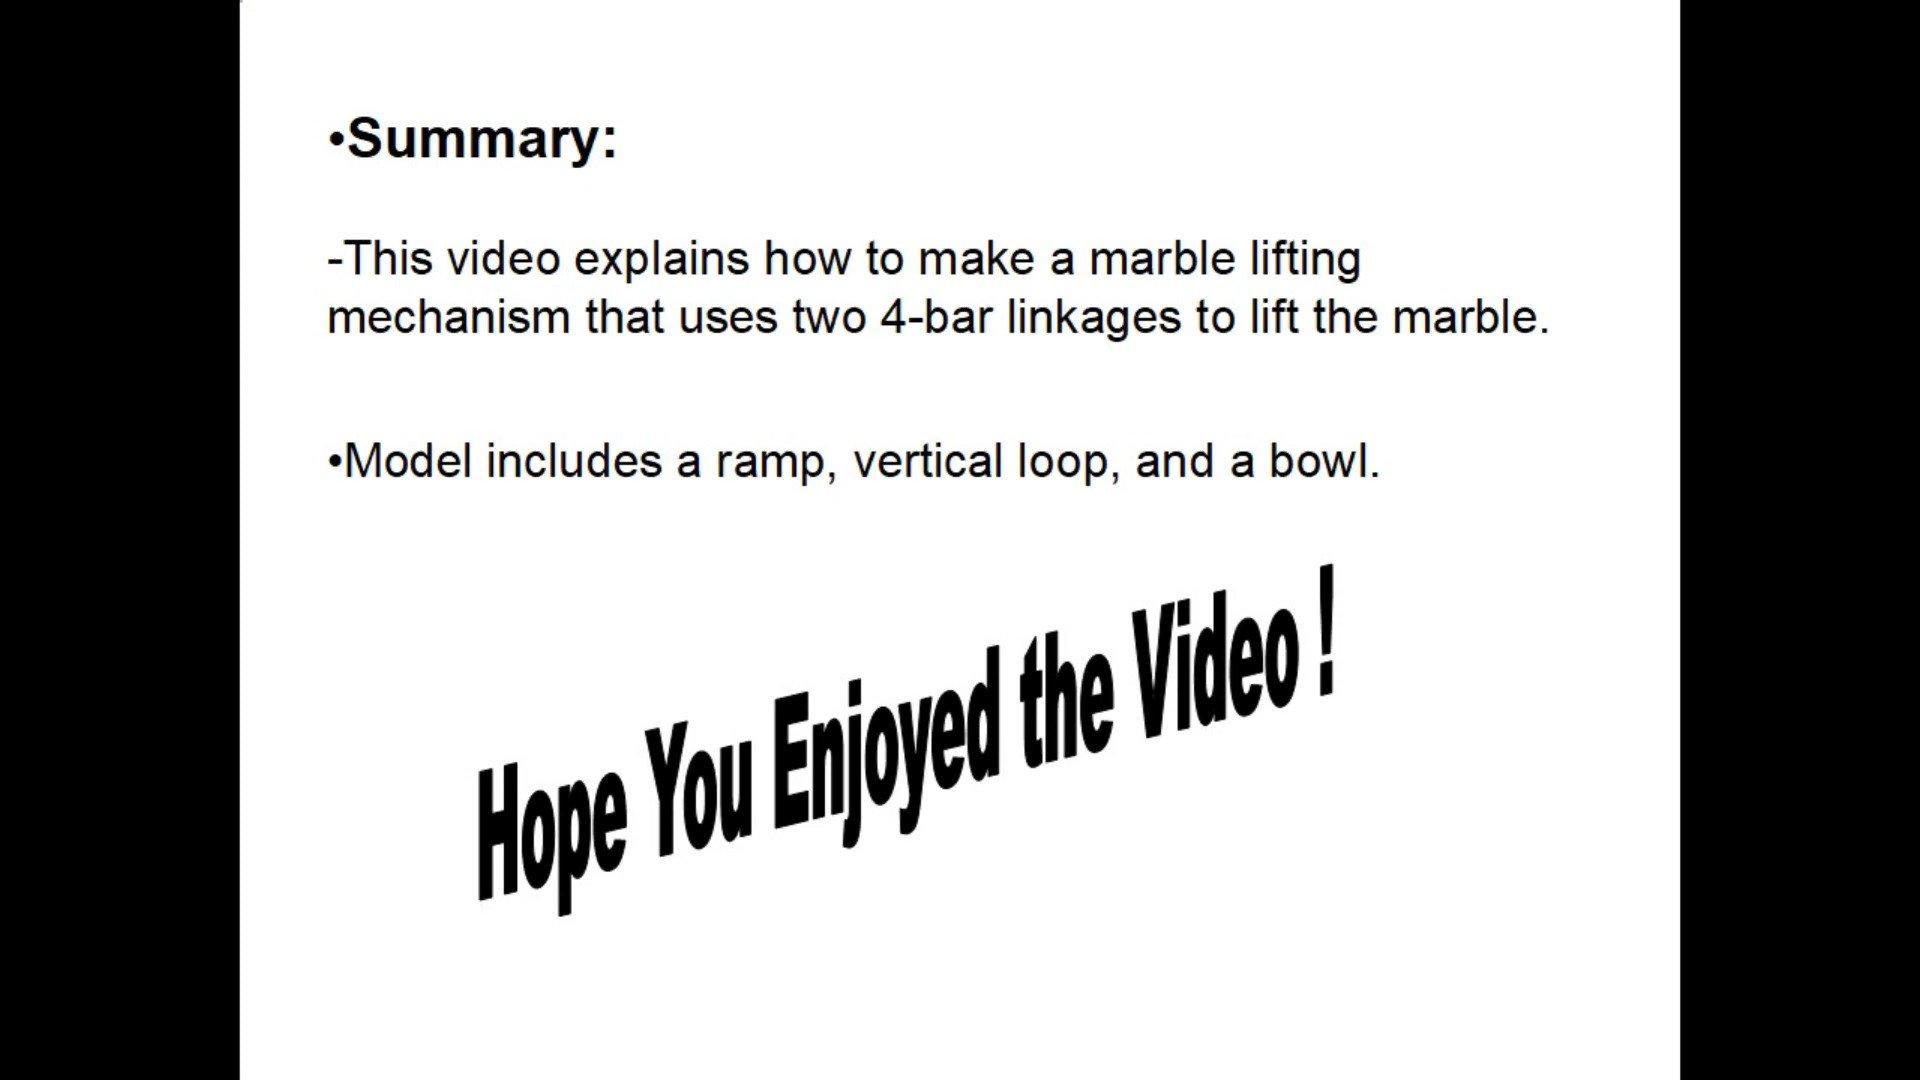 •Summary:
-This video explains how to make a marble lifting
mechanism that uses two 4-bar linkages to lift the marble.
•Model includes a ramp, vertical loop, and a bowl.
Hope You Enjoyed the Video !